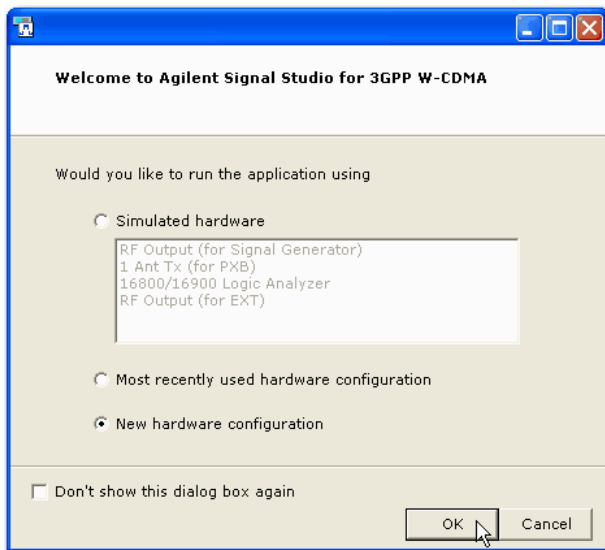 Welcome to Agilent Signal Studio for 3GPP W-CDMA
Would you like to run the application using
Simulated hardware
RF Output (for Signal Generator)
1 Ant Tx (for PXB)
16800/16900 Logic Analyzer
RF Output (for EXT)
Most recently used hardware configuration
New hardware configuration
Don't show this dialog box again
OK Cancel